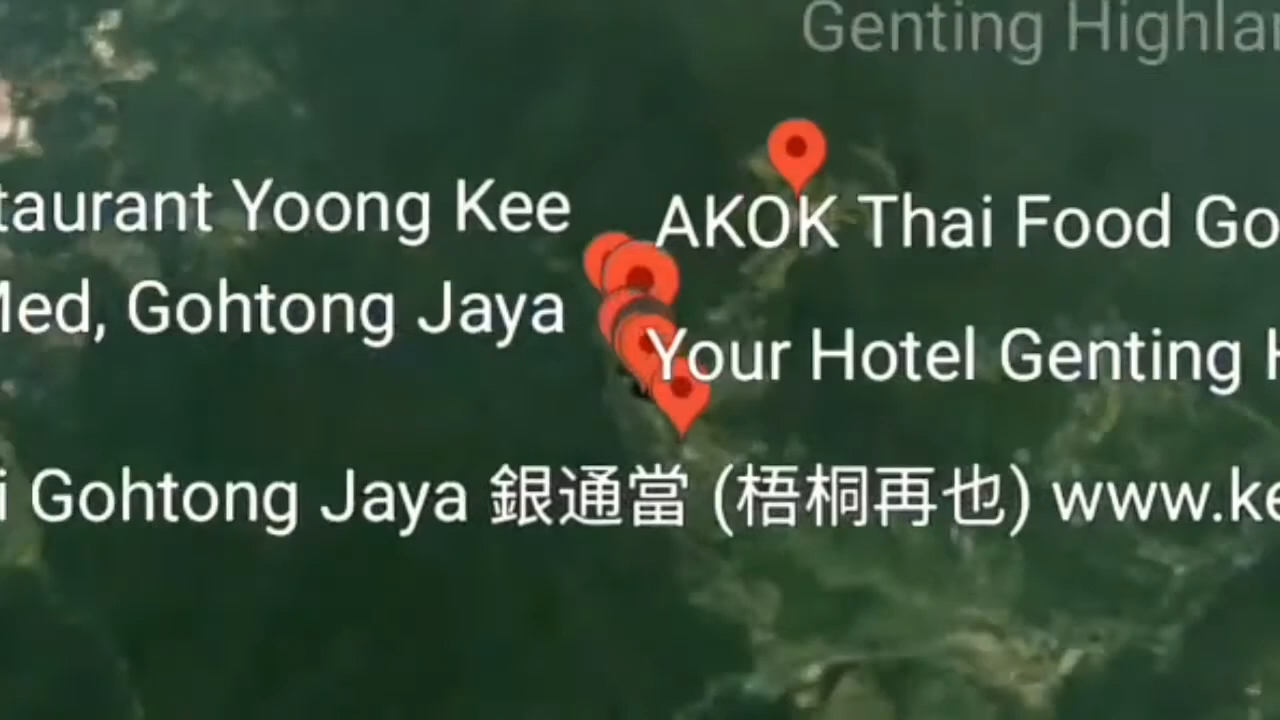 Genting Highla
taurant Yoong Kee
AKOK Thai Food Go
Med, Gohtong Jaya
Your Hotel Genting H
i Gohtong Jaya 銀通當 (梧桐再也) www.ke